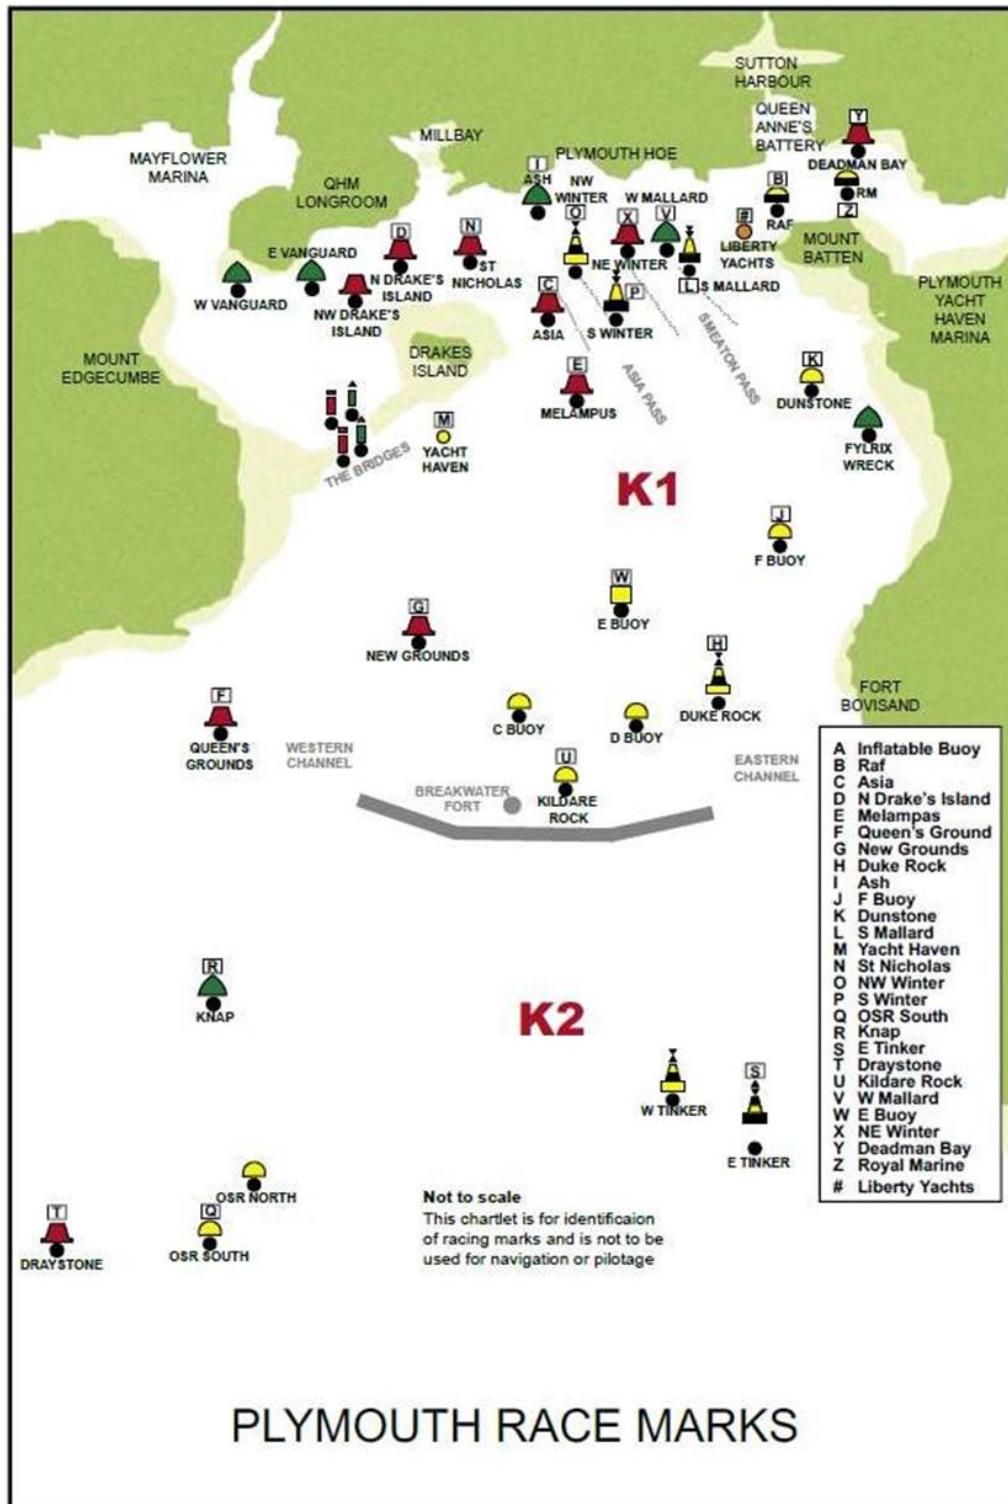 SUTTON
HARBOUR
QUEEN
ANNE'S
BATTERY
Y
DEADMAN BAY
MILLBAY
MAYFLOWER
MARINA
PLYMOUTH HOE
I
ASH
QHM
LONGROOM
NW
WINTER
O
W MALLARD
B
RAF
RM
Z
X
V
#
LIBERTY
YACHTS
MOUNT
BATTEN
D
N
ST
NICHOLAS
E VANGUARD
N DRAKE'S
ISLAND
NE WINTER
L
S MALLARD
W VANGUARD
NW DRAKE'S
ISLAND
C
ASIA
P
S WINTER
PLYMOUTH
YACHT
HAVEN
MARINA
SMEATON PASS
MOUNT
EDGECUMBE
DRAKES
ISLAND
E
MELAMPUS
ASIA PASS
K
DUNSTONE
M
YACHT
HAVEN
THE BRIDGES
FYLRIX
WRECK
K1
J
F BUOY
W
E BUOY
G
NEW GROUNDS
H
DUKE ROCK
F
QUEEN'S
GROUNDS
C BUOY
D BUOY
FORT
BOVISAND
WESTERN
CHANNEL
EASTERN
CHANNEL
U
KILDARE
ROCK
BREAKWATER
FORT
A Inflatable Buoy
B Raf
C Asia
D N Drake's Island
E Melampas
F Queen's Ground
G New Grounds
H Duke Rock
I Ash
J F Buoy
K Dunstone
L S Mallard
M Yacht Haven
N St Nicholas
O NW Winter
P S Winter
Q OSR South
R Knap
S E Tinker
T Draystone
U Kildare Rock
V W Mallard
W E Buoy
X NE Winter
Y Deadman Bay
Z Royal Marine
# Liberty Yachts
R
KNAP
K2
W TINKER
S
E TINKER
OSR NORTH
Q
OSR SOUTH
T
DRAYSTONE
Not to scale
This chartlet is for identificaion
of racing marks and is not to be
used for navigation or pilotage
PLYMOUTH RACE MARKS